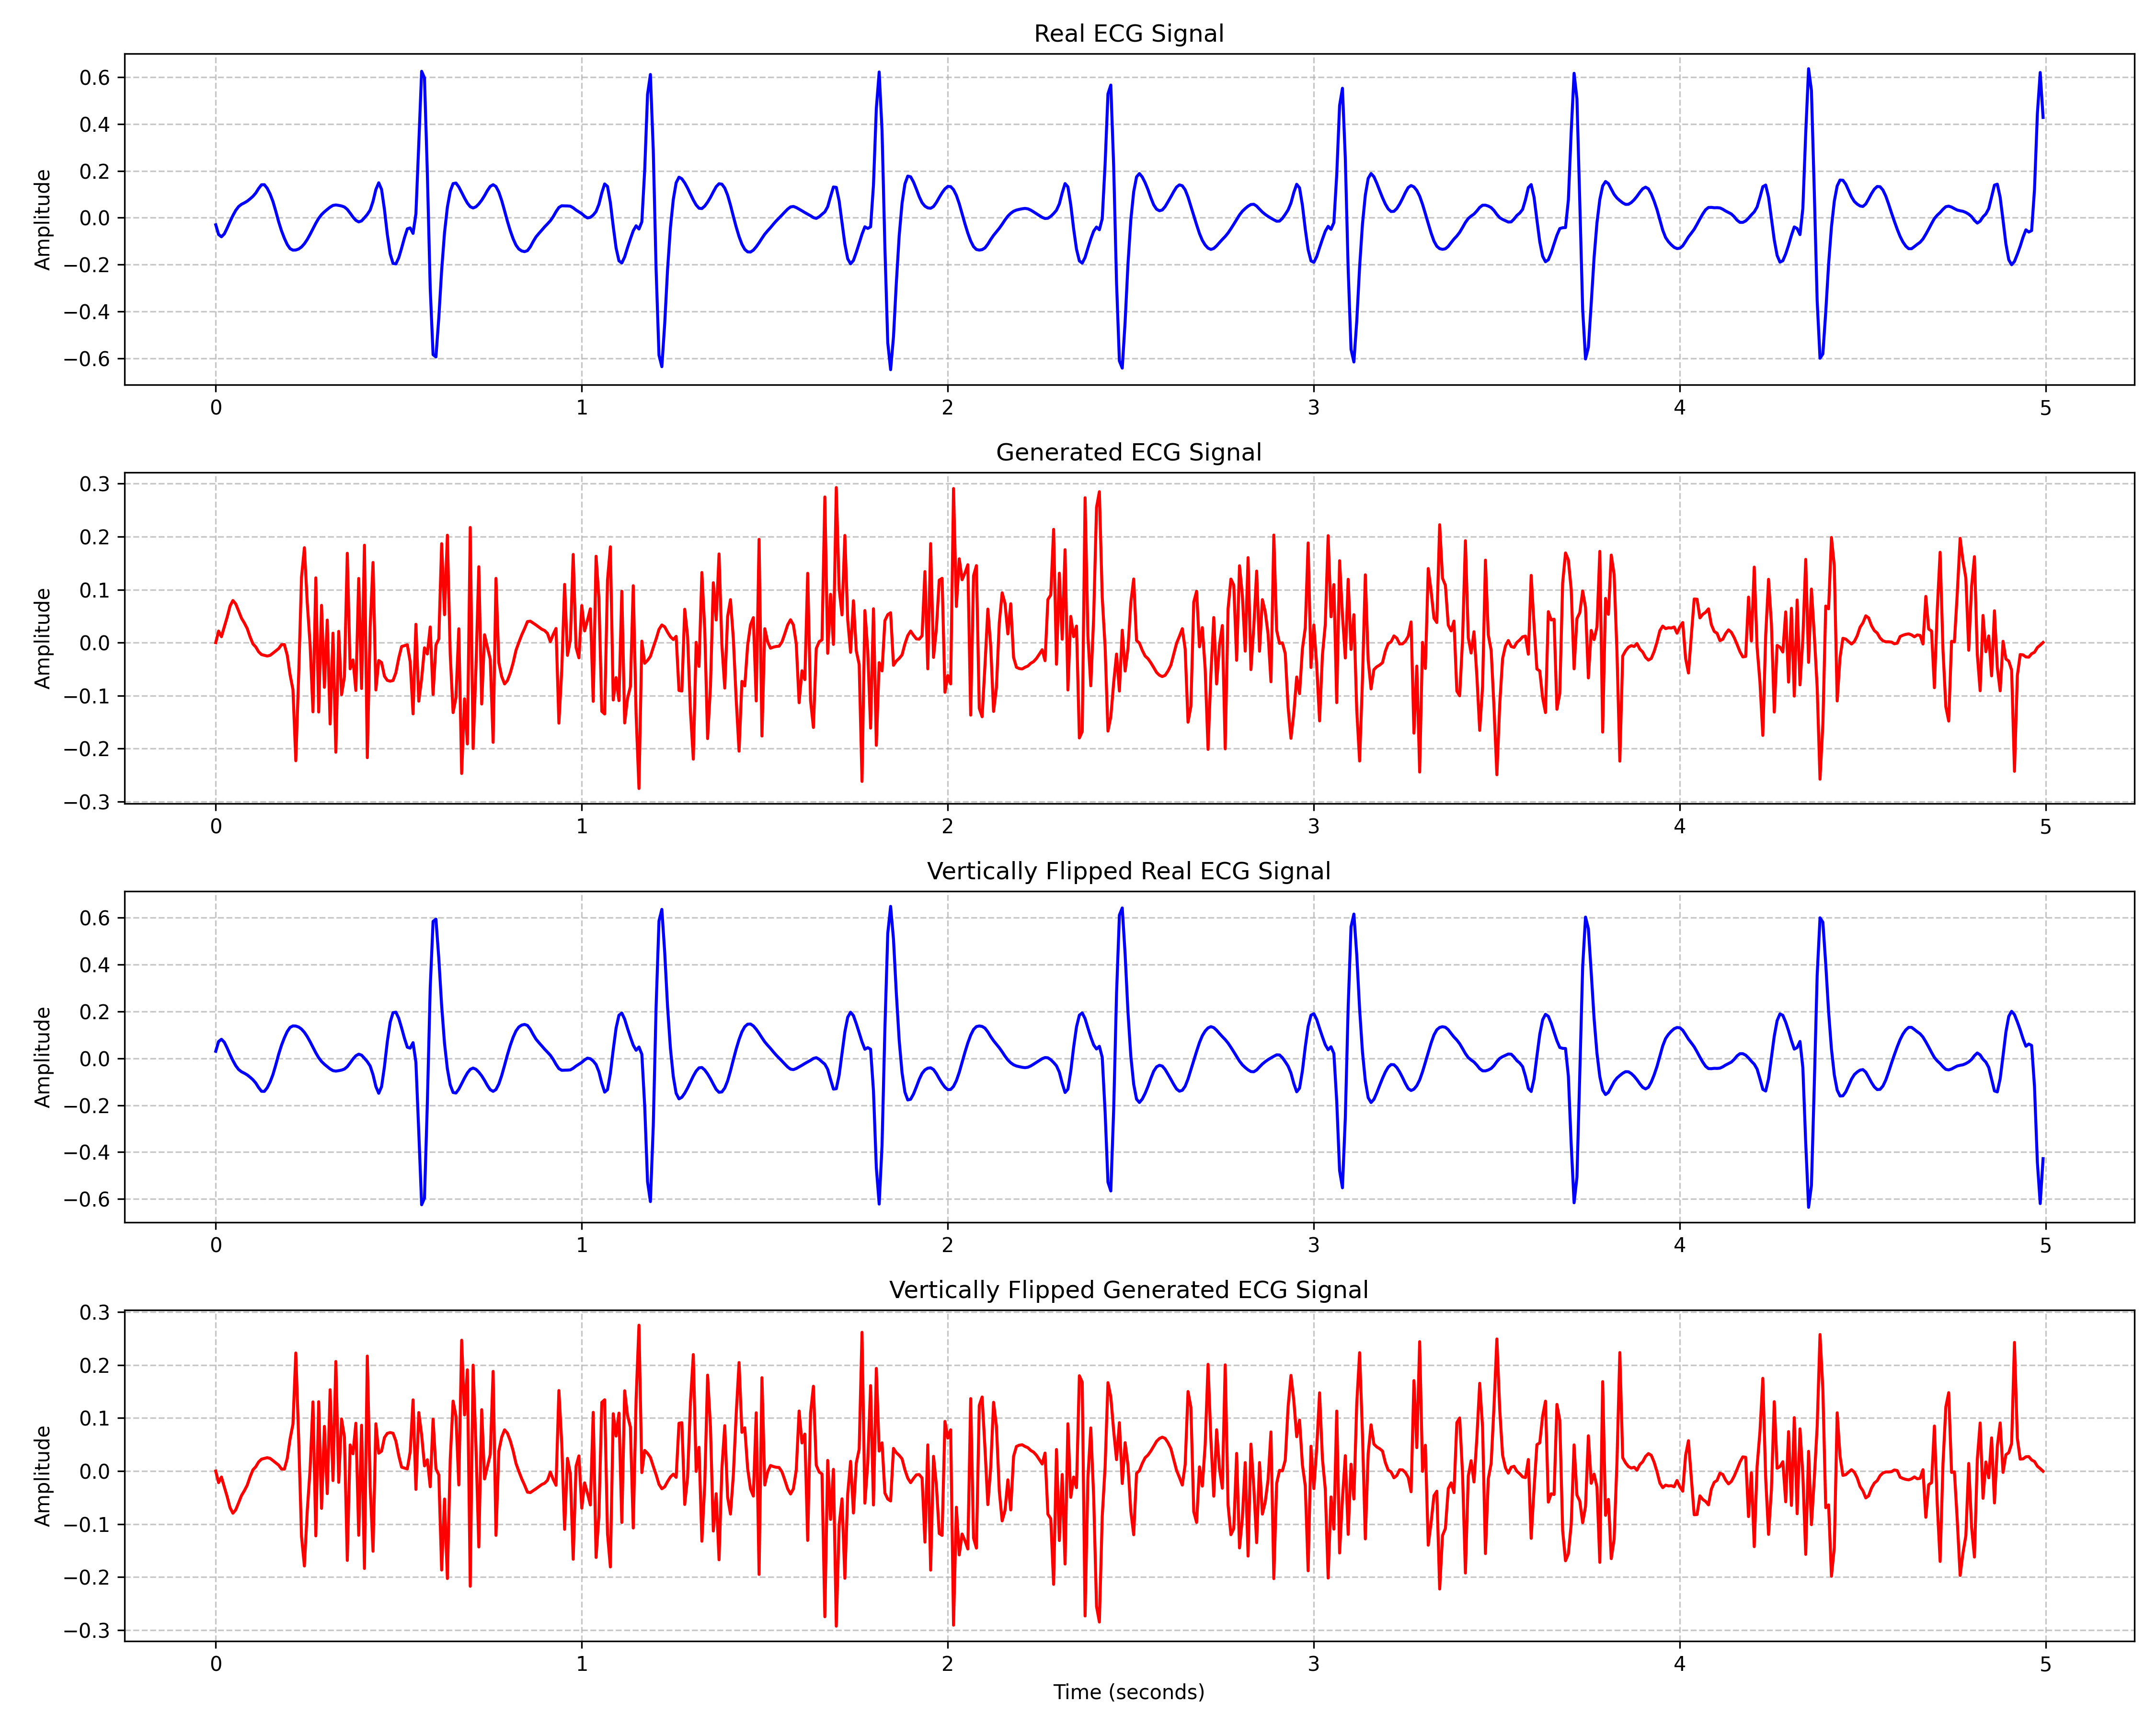 Real ECG Signal
Amplitude
0.6
0.4
0.2
0.0
−0.2
−0.4
−0.6
0 1 2 3 4 5
Generated ECG Signal
Amplitude
0.3
0.2
0.1
0.0
−0.1
−0.2
−0.3
0 1 2 3 4 5
Vertically Flipped Real ECG Signal
Amplitude
0.6
0.4
0.2
0.0
−0.2
−0.4
−0.6
0 1 2 3 4 5
Vertically Flipped Generated ECG Signal
Amplitude
0.3
0.2
0.1
0.0
−0.1
−0.2
−0.3
0 1 2 3 4 5
Time (seconds)